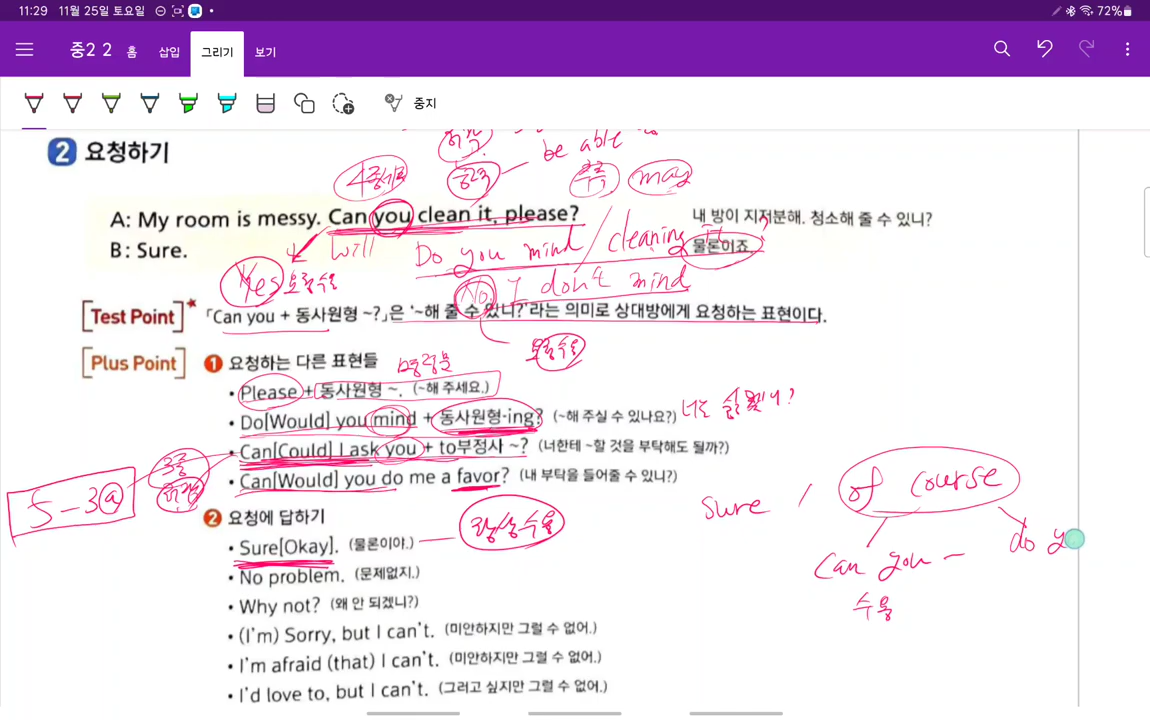 11:29 11월 25일 토요일 72%
중2 2 홈 삽입 그리기 보기
중지
be able
2 요청하기
may
A: My room is messy. Can you clean it, please? 내 방이 지저분해. 청소해 줄 수 있니?
will Do you mind / cleaning it
B: Sure. 물론이죠.
Yes No. I don't mind
[Test Point]* 「Can you + 동사원형 ~?」은 '~해 줄 수 있니?'라는 의미로 상대방에게 요청하는 표현이다.
[Plus Point] 1 요청하는 다른 표현들 명령문
• Please + 동사원형 ~. (~해 주세요.)
• Do[Would] you mind + 동사원형-ing? (~해 주실 수 있나요?)
• Can[Could] I ask you + to부정사 ~? (너한테 ~할 것을 부탁해도 될까?)
• Can[Would] you do me a favor? (내 부탁을 들어줄 수 있니?)
5-3 a
sure / of course
2 요청에 답하기
• Sure[Okay]. (물론이야.) 항상수용
can you — do y
• No problem. (문제없지.)
• Why not? (왜 안 되겠니?) 수용
• (I'm) Sorry, but I can't. (미안하지만 그럴 수 없어.)
• I'm afraid (that) I can't. (미안하지만 그럴 수 없어.)
• I'd love to, but I can't. (그러고 싶지만 그럴 수 없어.)